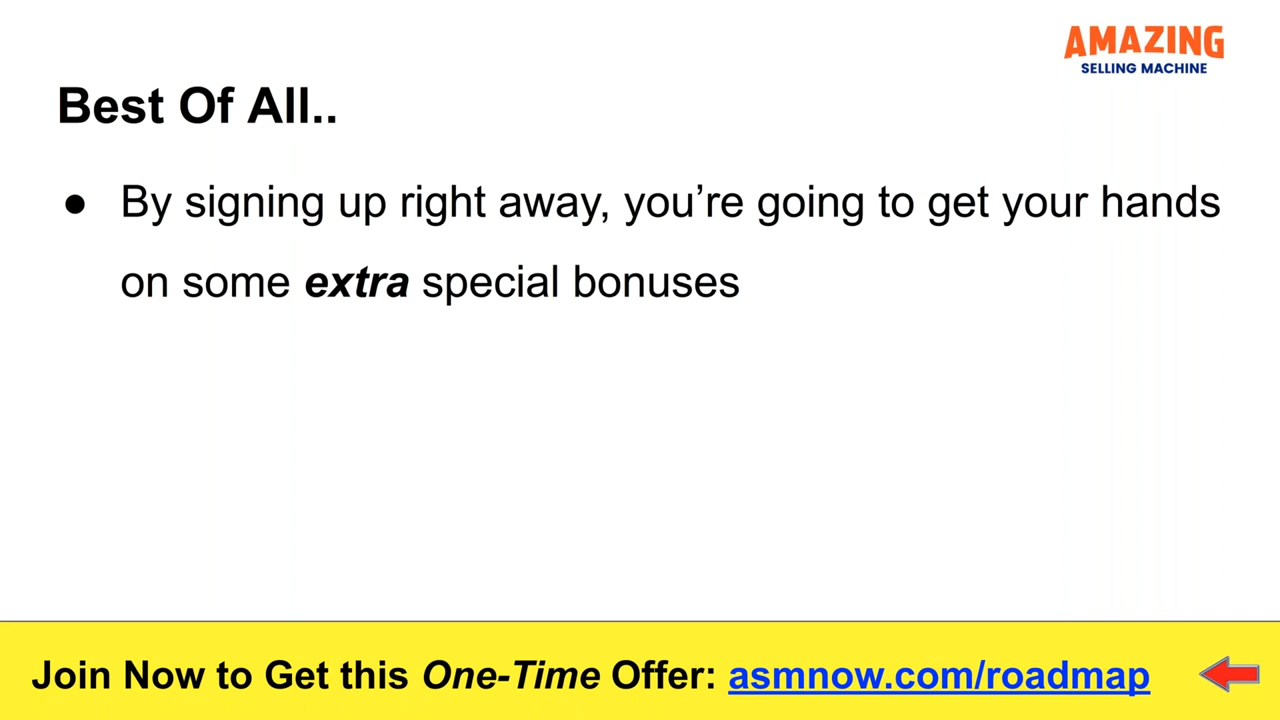 AMAZING
SELLING MACHINE
Best Of All..
● By signing up right away, you’re going to get your hands
on some extra special bonuses
Join Now to Get this One-Time Offer: asmnow.com/roadmap